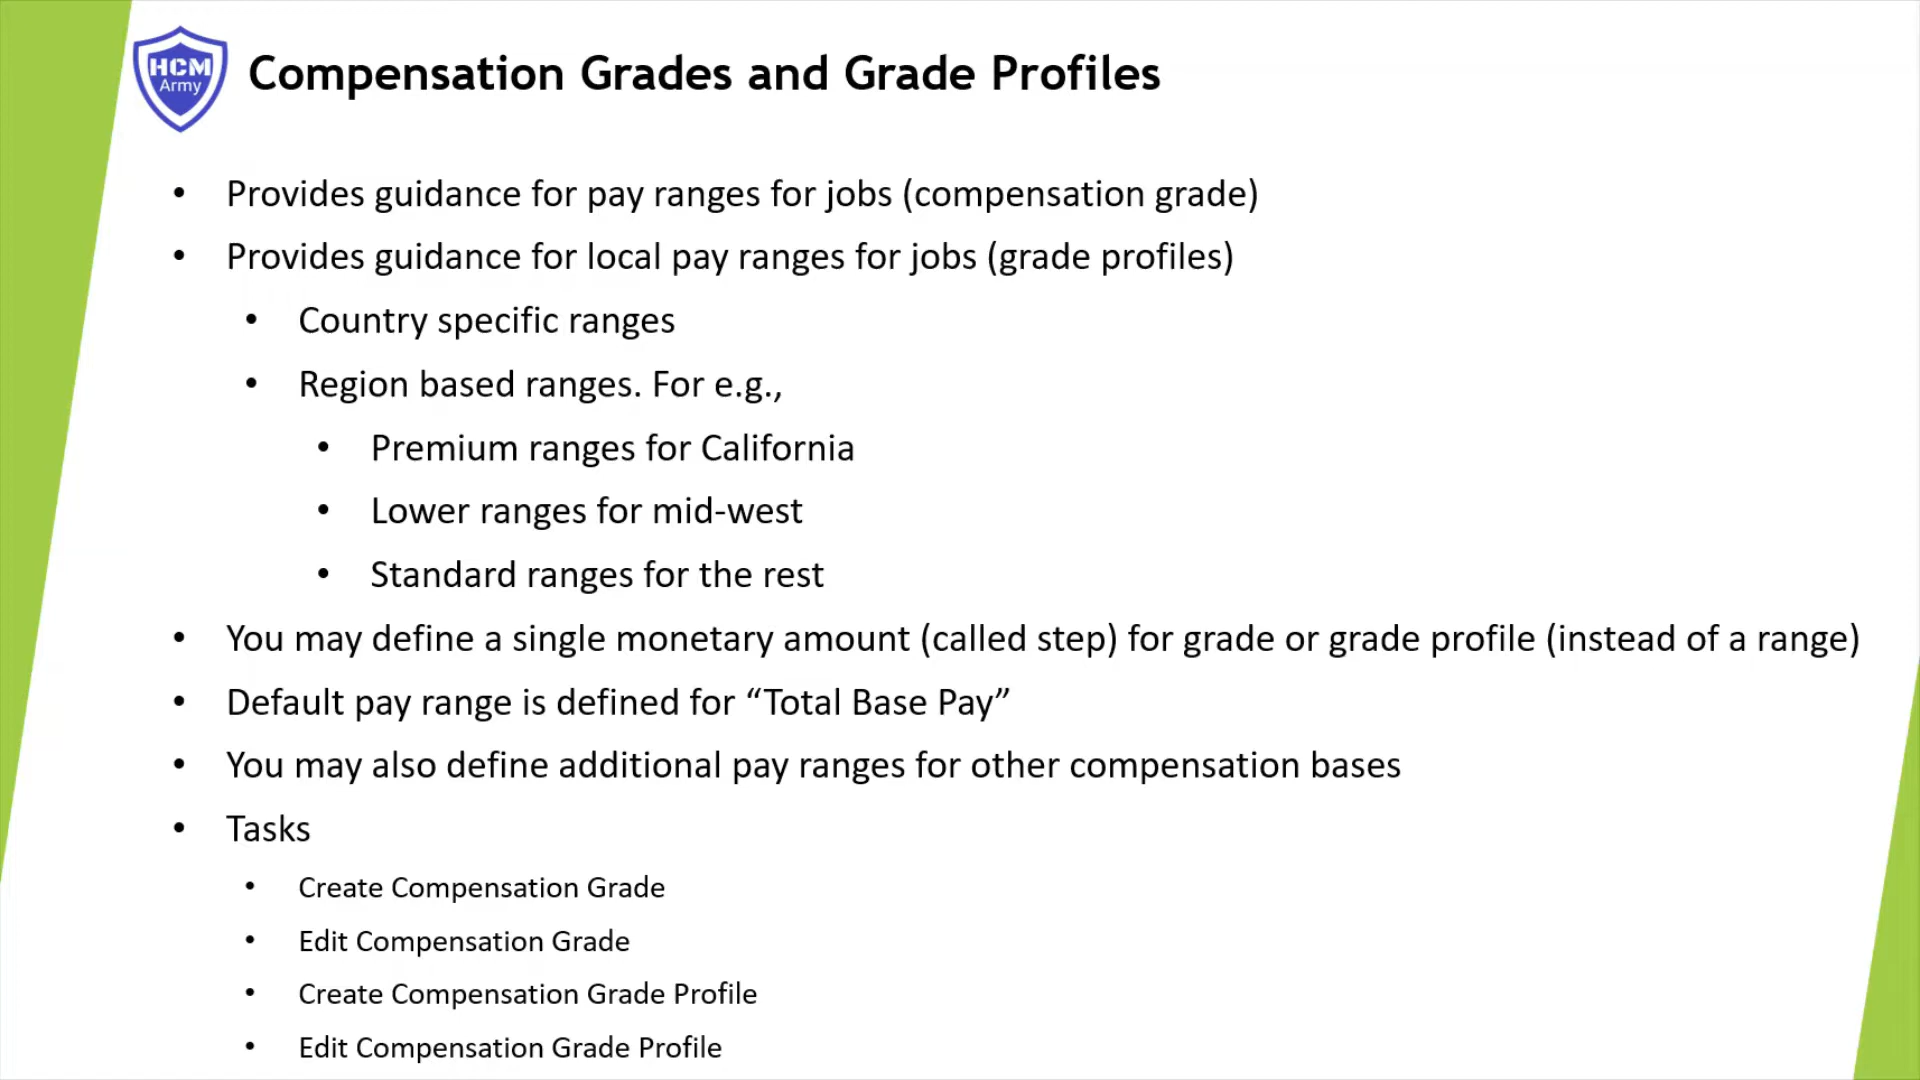 HCM
Army
Compensation Grades and Grade Profiles
• Provides guidance for pay ranges for jobs (compensation grade)
• Provides guidance for local pay ranges for jobs (grade profiles)
• Country specific ranges
• Region based ranges. For e.g.,
• Premium ranges for California
• Lower ranges for mid-west
• Standard ranges for the rest
• You may define a single monetary amount (called step) for grade or grade profile (instead of a range)
• Default pay range is defined for “Total Base Pay”
• You may also define additional pay ranges for other compensation bases
• Tasks
• Create Compensation Grade
• Edit Compensation Grade
• Create Compensation Grade Profile
• Edit Compensation Grade Profile